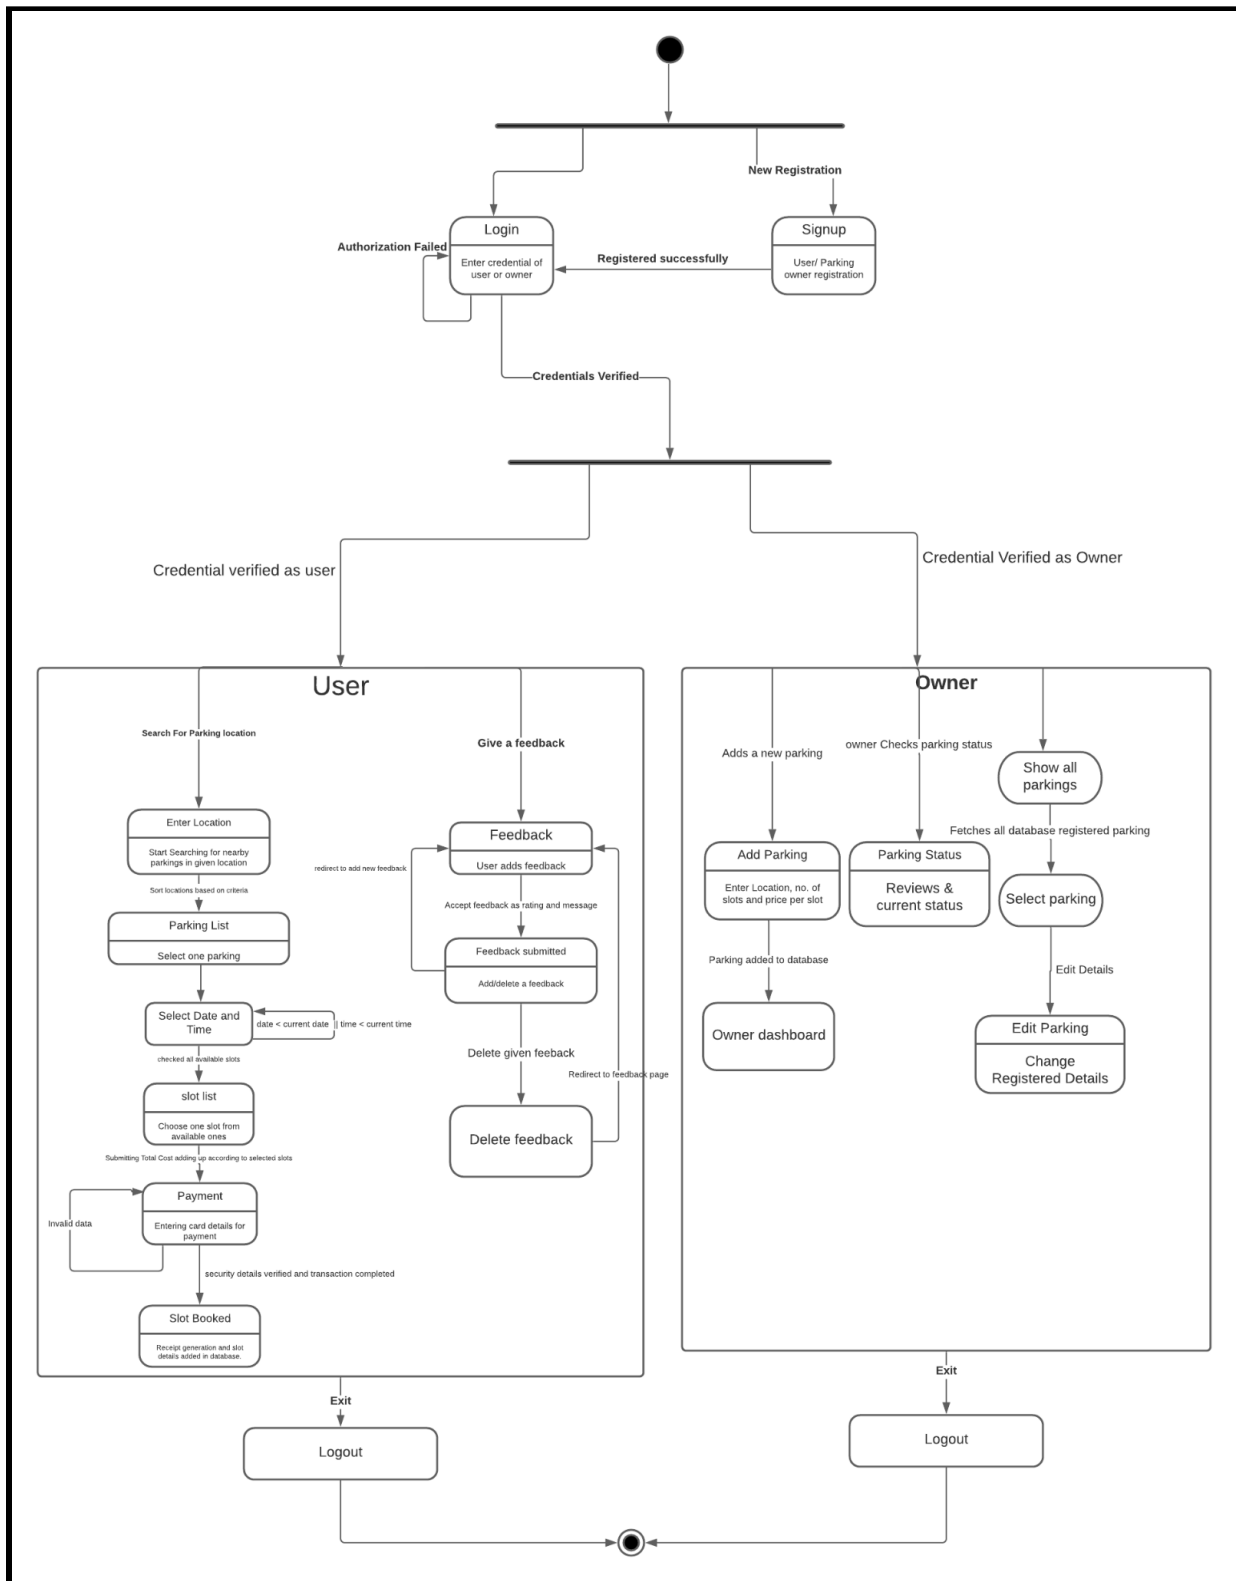 New Registration
Login
Enter credential of
user or owner
Authorization Failed
Registered successfully
Signup
User/ Parking
owner registration
Credentials Verified
Credential verified as user
Credential Verified as Owner
User
Search For Parking location
Give a feedback
Enter Location
Start Searching for nearby
parkings in given location
Sort locations based on criteria
Parking List
Select one parking
Select Date and
Time
date < current date || time < current time
checked all available slots
slot list
Choose one slot from
available ones
Submitting Total Cost adding up according to selected slots
Payment
Entering card details for
payment
Invalid data
security details verified and transaction completed
Slot Booked
Receipt generation and slot
details added in database.
Feedback
User adds feedback
redirect to add new feedback
Accept feedback as rating and message
Feedback submitted
Add/delete a feedback
Delete given feeback
Redirect to feedback page
Delete feedback
Exit
Logout
Owner
Adds a new parking
owner Checks parking status
Show all
parkings
Fetches all database registered parking
Add Parking
Enter Location, no. of
slots and price per slot
Parking Status
Reviews &
current status
Select parking
Parking added to database
Edit Details
Owner dashboard
Edit Parking
Change
Registered Details
Exit
Logout